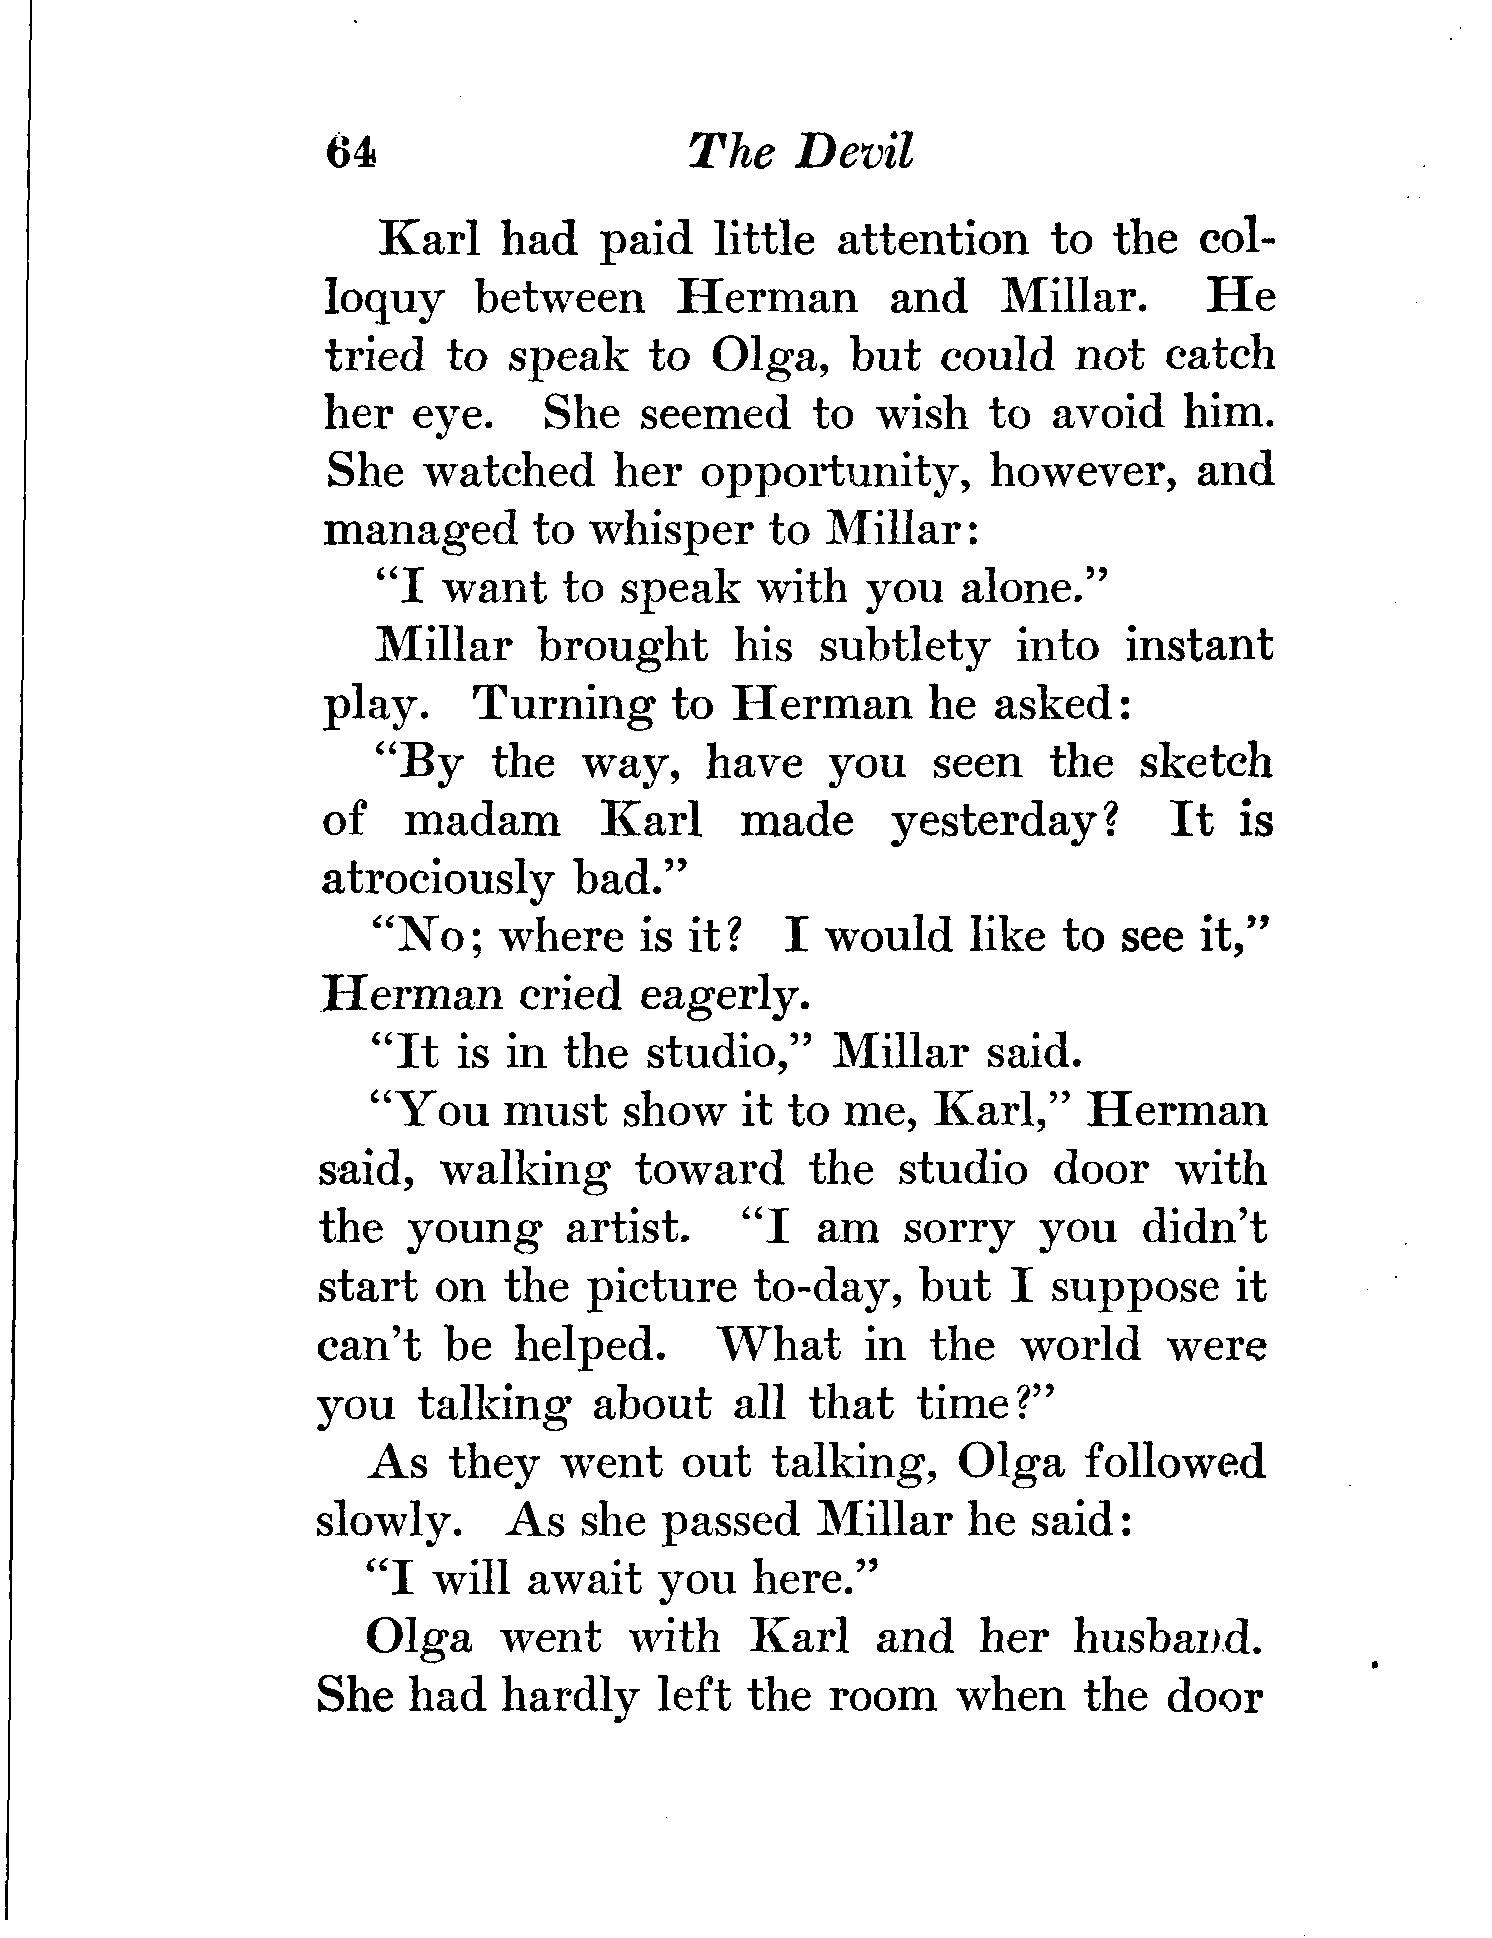 64 The Devil
Karl had paid little attention to the col-
loquy between Herman and Millar. He
tried to speak to Olga, but could not catch
her eye. She seemed to wish to avoid him.
She watched her opportunity, however, and
managed to whisper to Millar:
“I want to speak with you alone.”
Millar brought his subtlety into instant
play. Turning to Herman he asked:
“By the way, have you seen the sketch
of madam Karl made yesterday? It is
atrociously bad.”
“No; where is it? I would like to see it,”
Herman cried eagerly.
“It is in the studio,” Millar said.
“You must show it to me, Karl,” Herman
said, walking toward the studio door with
the young artist. “I am sorry you didn’t
start on the picture to-day, but I suppose it
can’t be helped. What in the world were
you talking about all that time?”
As they went out talking, Olga followed
slowly. As she passed Millar he said:
“I will await you here.”
Olga went with Karl and her husband.
She had hardly left the room when the door